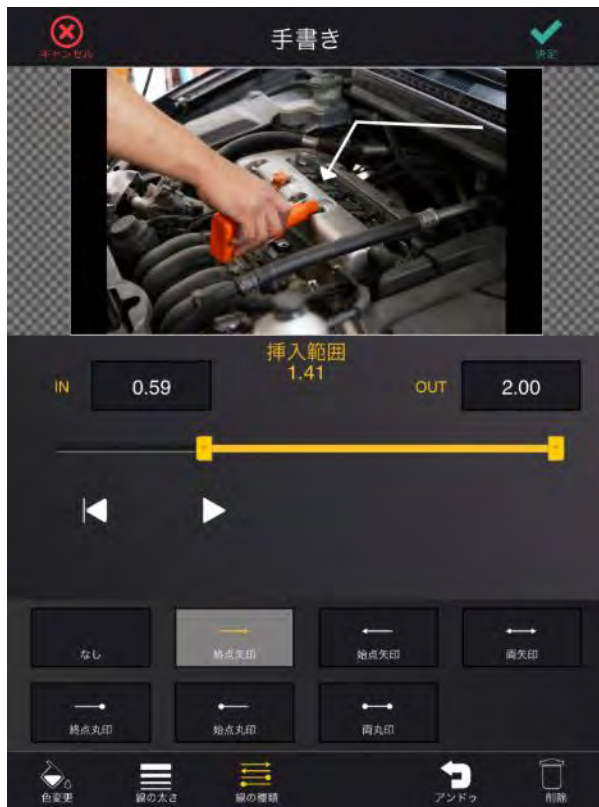 キャンセル
手書き
決定
挿入範囲
1.41
IN
0.59
OUT
2.00
なし
終点矢印
始点矢印
両矢印
終点丸印
始点丸印
両丸印
色変更
線の太さ
線の種類
アンドゥ
削除